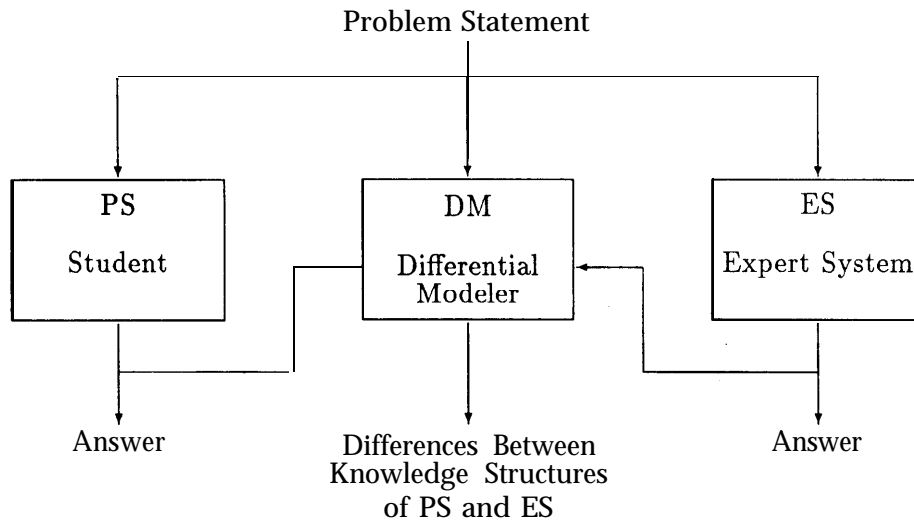 Problem Statement
PS
Student
DM
Differential
Modeler
ES
Expert System
Answer
Differences Between
Knowledge Structures
of PS and ES
Answer